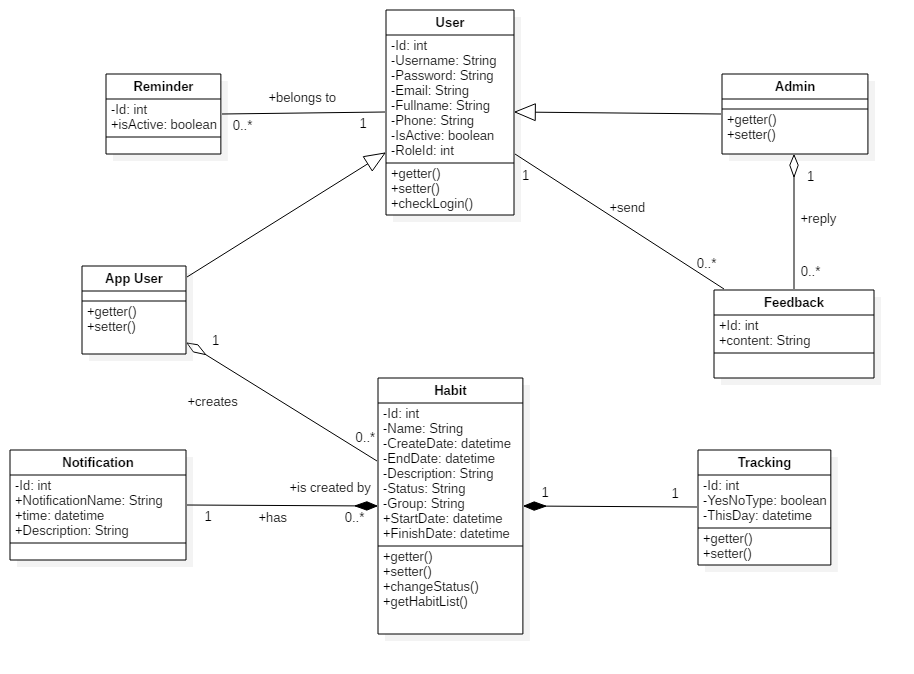 User
-Id: int
-Username: String
-Password: String
-Email: String
-Fullname: String
-Phone: String
-IsActive: boolean
-RoleId: int
+getter()
+setter()
+checkLogin()
Reminder
-Id: int
+isActive: boolean
+belongs to
0..*
1
Admin
+getter()
+setter()
1
+reply
0..*
1
+send
0..*
App User
+getter()
+setter()
1
+creates
0..*
Feedback
+Id: int
+content: String
Habit
-Id: int
-Name: String
-CreateDate: datetime
-EndDate: datetime
-Description: String
-Status: String
-Group: String
+StartDate: datetime
+FinishDate: datetime
+getter()
+setter()
+changeStatus()
+getHabitList()
Notification
-Id: int
+NotificationName: String
+time: datetime
+Description: String
+is created by
1
+has
0..*
1
1
Tracking
-Id: int
-YesNoType: boolean
-ThisDay: datetime
+getter()
+setter()